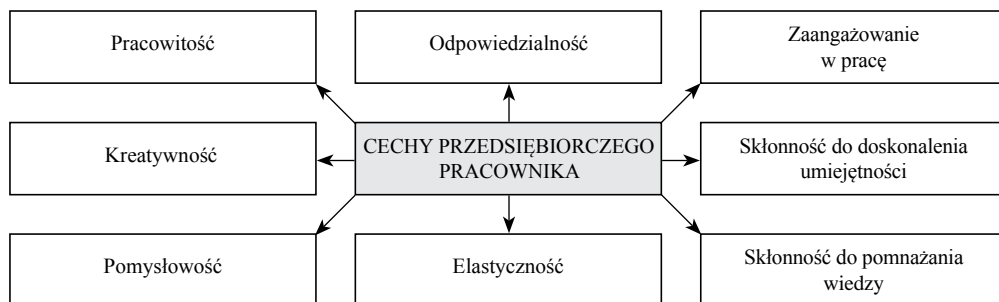 Pracowitość
Odpowiedzialność
Zaangażowanie
w pracę
Kreatywność
CECHY PRZEDSIĘBIORCZEGO
PRACOWNIKA
Skłonność do doskonalenia
umiejętności
Pomysłowość
Elastyczność
Skłonność do pomnażania
wiedzy